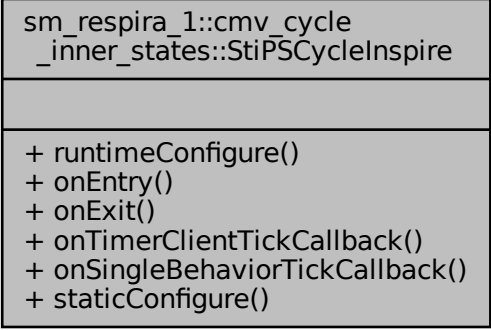 sm_respira_1::cmv_cycle
_inner_states::StiPSCycleInspire
+ runtimeConfigure()
+ onEntry()
+ onExit()
+ onTimerClientTickCallback()
+ onSingleBehaviorTickCallback()
+ staticConfigure()